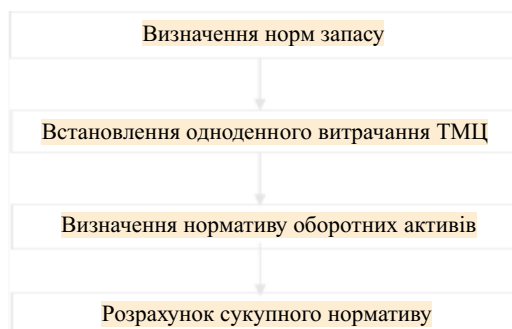 Визначення норм запасу
Встановлення одноденного витрачання ТМЦ
Визначення нормативу оборотних активів
Розрахунок сукупного нормативу